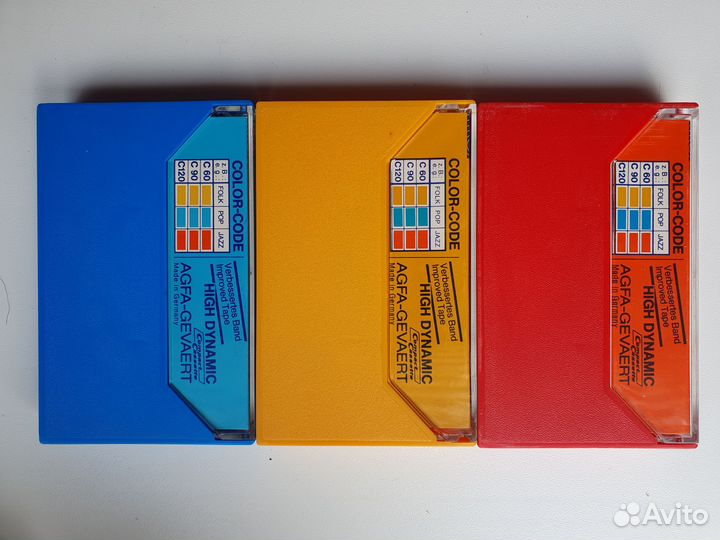 COLOR-CODE
z.B.:
e.g.: FOLK POP JAZZ
C 60
C 90
C120
Verbessertes Band
Improved Tape
HIGH DYNAMIC
Compact
Cassette
AGFA-GEVAERT
Made in Germany
COLOR-CODE
z.B.:
e.g.: FOLK POP JAZZ
C 60
C 90
C120
Verbessertes Band
Improved Tape
HIGH DYNAMIC
Compact
Cassette
AGFA-GEVAERT
Made in Germany
COLOR-CODE
z.B.:
e.g.: FOLK POP JAZZ
C 60
C 90
C120
Verbessertes Band
Improved Tape
HIGH DYNAMIC
Compact
Cassette
AGFA-GEVAERT
Made in Germany
Avito